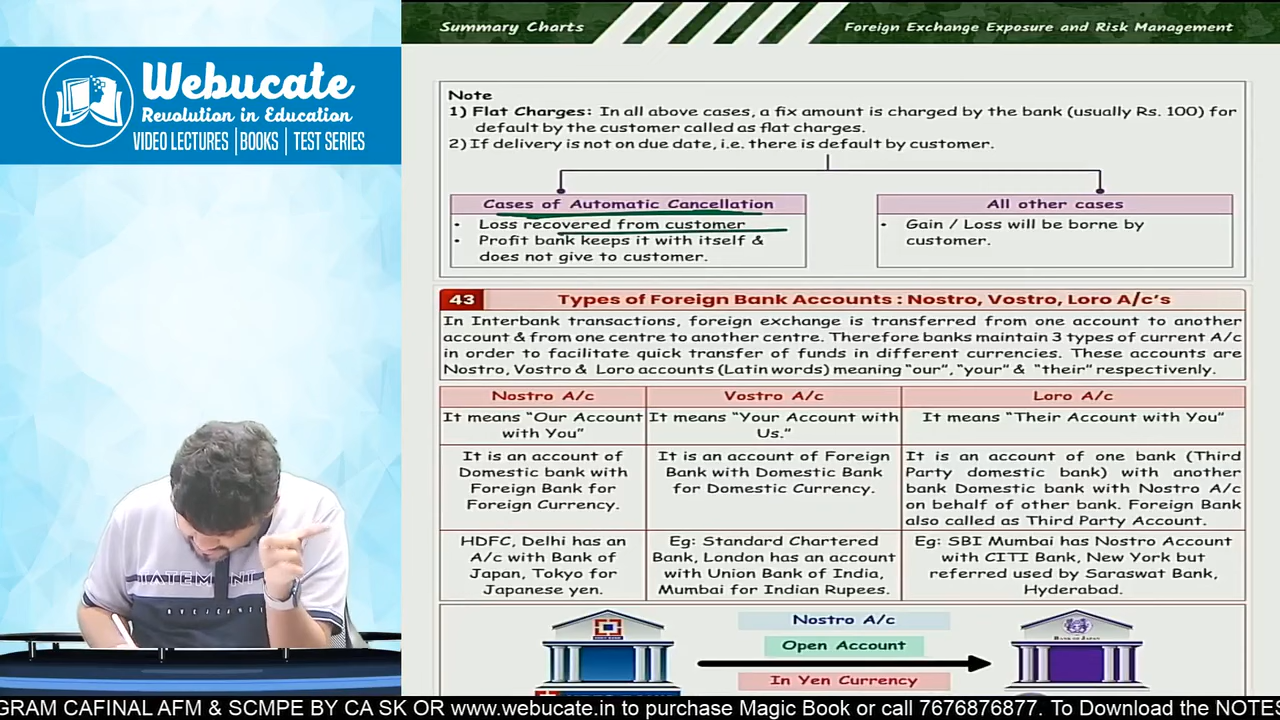 Summary Charts
Foreign Exchange Exposure and Risk Management
Webucate
Revolution in Education
VIDEO LECTURES | BOOKS | TEST SERIES
Note
1) Flat Charges: In all above cases, a fix amount is charged by the bank (usually Rs. 100) for
default by the customer called as flat charges.
2) If delivery is not on due date, i.e. there is default by customer.
Cases of Automatic Cancellation
• Loss recovered from customer
• Profit bank keeps it with itself &
does not give to customer.
All other cases
• Gain / Loss will be borne by
customer.
43 Types of Foreign Bank Accounts : Nostro, Vostro, Loro A/c's
In Interbank transactions, foreign exchange is transferred from one account to another
account & from one centre to another centre. Therefore banks maintain 3 types of current A/c
in order to facilitate quick transfer of funds in different currencies. These accounts are
Nostro, Vostro & Loro accounts (Latin words) meaning "our", "your" & "their" respectivenly.
Nostro A/c
Vostro A/c
Loro A/c
It means "Our Account
with You"
It means "Your Account with
Us."
It means "Their Account with You"
It is an account of
Domestic bank with
Foreign Bank for
Foreign Currency.
It is an account of Foreign
Bank with Domestic Bank
for Domestic Currency.
It is an account of one bank (Third
Party domestic bank) with another
bank Domestic bank with Nostro A/c
on behalf of other bank. Foreign Bank
also called as Third Party Account.
HDFC, Delhi has an
A/c with Bank of
Japan, Tokyo for
Japanese yen.
Eg: Standard Chartered
Bank, London has an account
with Union Bank of India,
Mumbai for Indian Rupees.
Eg: SBI Mumbai has Nostro Account
with CITI Bank, New York but
referred used by Saraswat Bank,
Hyderabad.
Nostro A/c
Open Account
In Yen Currency
BANK OF JAPAN
GRAM CAFINAL AFM & SCMPE BY CA SK OR www.webucate.in to purchase Magic Book or call 7676876877. To Download the NOTES